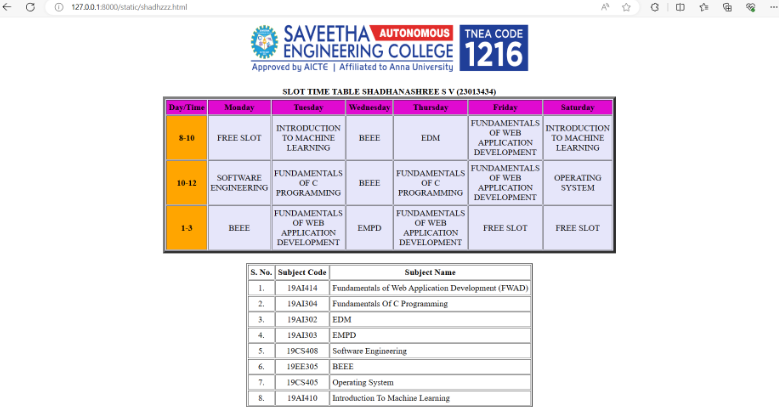 127.0.0.1:8000/static/shadhzzz.html
SAVEETHA AUTONOMOUS
ENGINEERING COLLEGE
Approved by AICTE | Affiliated to Anna University
TNEA CODE
1216
SLOT TIME TABLE SHADHANASHREE S V (23013434)
Day/Time Monday Tuesday Wednesday Thursday Friday Saturday
8-10 FREE SLOT INTRODUCTION TO MACHINE LEARNING BEEE EDM FUNDAMENTALS OF WEB APPLICATION DEVELOPMENT INTRODUCTION TO MACHINE LEARNING
10-12 SOFTWARE ENGINEERING FUNDAMENTALS OF C PROGRAMMING BEEE FUNDAMENTALS OF C PROGRAMMING FUNDAMENTALS OF WEB APPLICATION DEVELOPMENT OPERATING SYSTEM
1-3 BEEE FUNDAMENTALS OF WEB APPLICATION DEVELOPMENT EMPD FUNDAMENTALS OF WEB APPLICATION DEVELOPMENT FREE SLOT FREE SLOT
S. No. Subject Code Subject Name
1. 19AI414 Fundamentals of Web Application Development (FWAD)
2. 19AI304 Fundamentals Of C Programming
3. 19AI302 EDM
4. 19AI303 EMPD
5. 19CS408 Software Engineering
6. 19EE305 BEEE
7. 19CS405 Operating System
8. 19AI410 Introduction To Machine Learning